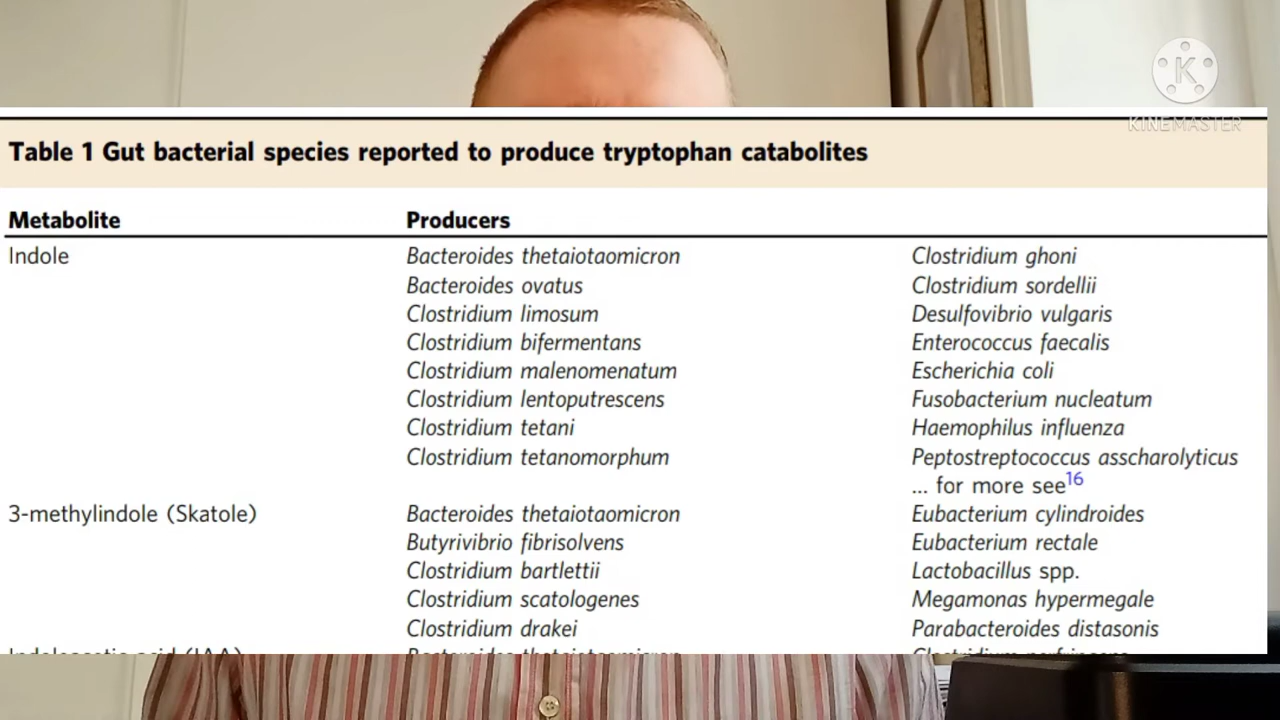 K
KINEMASTER
Table 1 Gut bacterial species reported to produce tryptophan catabolites
Metabolite Producers
Indole Bacteroides thetaiotaomicron Clostridium ghoni
Bacteroides ovatus Clostridium sordellii
Clostridium limosum Desulfovibrio vulgaris
Clostridium bifermentans Enterococcus faecalis
Clostridium malenomenatum Escherichia coli
Clostridium lentoputrescens Fusobacterium nucleatum
Clostridium tetani Haemophilus influenza
Clostridium tetanomorphum Peptostreptococcus asscharolyticus
... for more see16
3-methylindole (Skatole) Bacteroides thetaiotaomicron Eubacterium cylindroides
Butyrivibrio fibrisolvens Eubacterium rectale
Clostridium bartlettii Lactobacillus spp.
Clostridium scatologenes Megamonas hypermegale
Clostridium drakei Parabacteroides distasonis